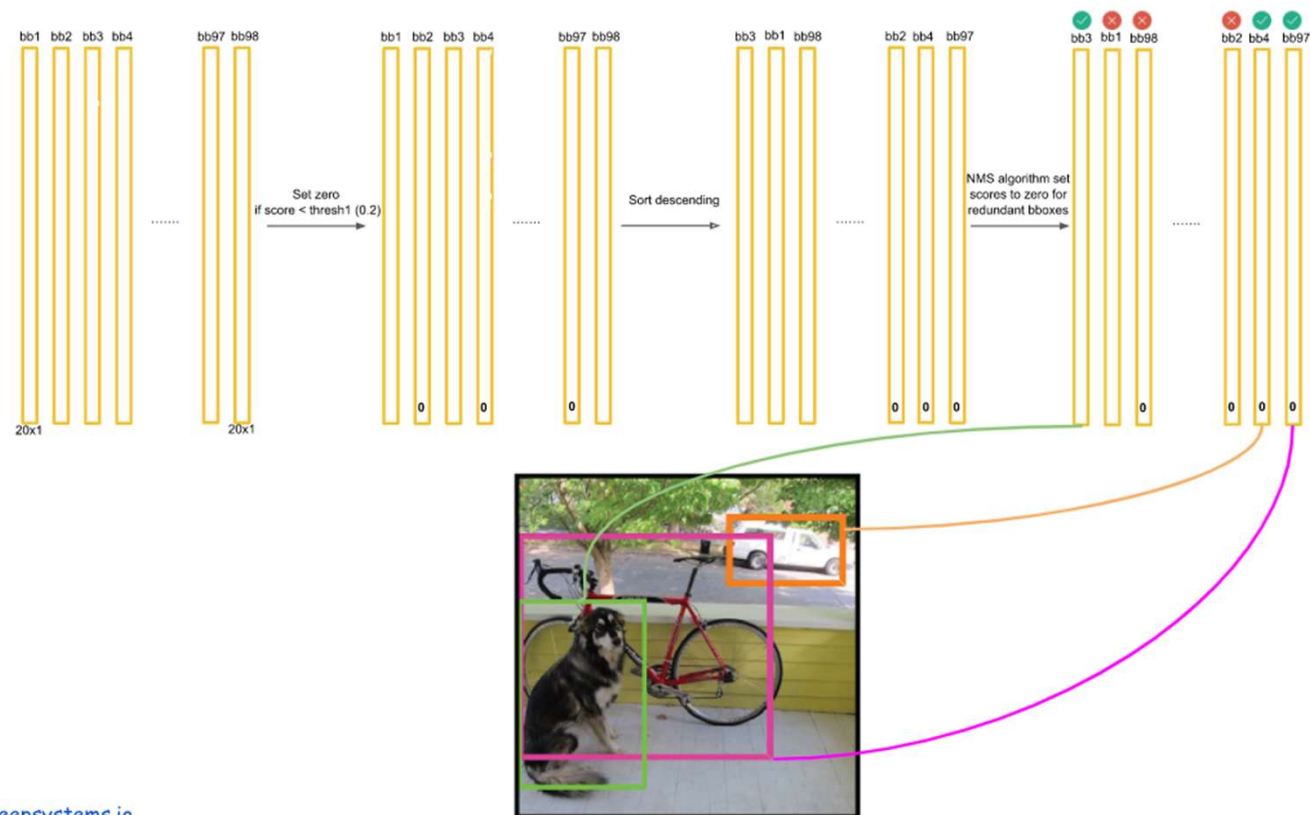 bb1 bb2 bb3 bb4 bb97 bb98 bb1 bb2 bb3 bb4 bb97 bb98 bb3 bb1 bb98 bb2 bb4 bb97 bb3 bb1 bb98 bb2 bb4 bb97
NMS algorithm set
scores to zero for
redundant bboxes
Set zero
if score < thresh1 (0.2)
Sort descending
....... ....... ....... .......
0 0 0 0 0 0 0 0 0 0
20x1 20x1